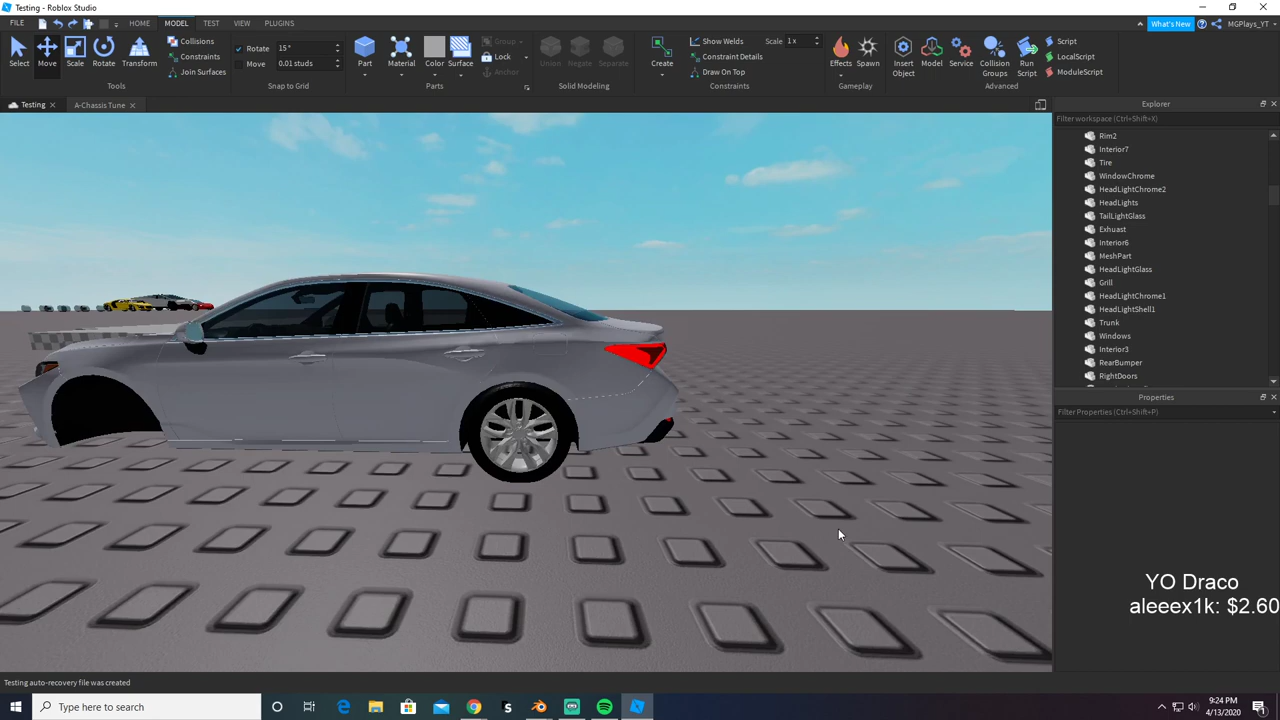 Testing - Roblox Studio
FILE HOME MODEL TEST VIEW PLUGINS What's New MGPlays_YT
Select Move Scale Rotate Transform
Collisions
Constraints
Join Surfaces
Tools
Rotate 15°
Move 0.01 studs
Snap to Grid
Part Material Color Surface
Group
Lock
Anchor
Parts
Union Negate Separate
Solid Modeling
Create
Show Welds Scale 1 x
Constraint Details
Draw On Top
Constraints
Effects Spawn
Gameplay
Insert Object Model Service Collision Groups Run Script
Script
LocalScript
ModuleScript
Advanced
Testing A-Chassis Tune
Explorer
Filter workspace (Ctrl+Shift+X)
Rim2
Interior7
Tire
WindowChrome
HeadLightChrome2
HeadLights
TailLightGlass
Exhuast
Interior6
MeshPart
HeadLightGlass
Grill
HeadLightChrome1
HeadLightShell1
Trunk
Windows
Interior3
RearBumper
RightDoors
Properties
Filter Properties (Ctrl+Shift+P)
YO Draco
aleeex1k: $2.60
Testing auto-recovery file was created
Type here to search
9:24 PM
4/13/2020